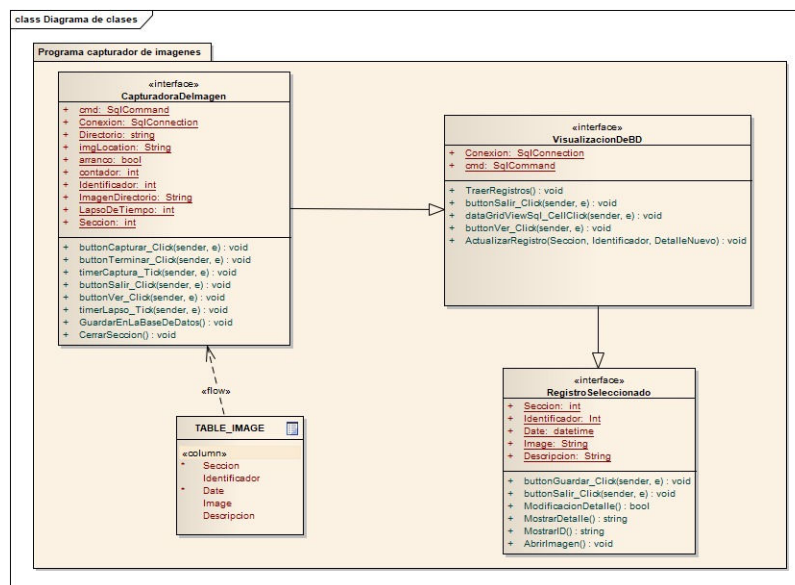 class Diagrama de clases
Programa capturador de imagenes
«interface»
CapturadoraDeImagen
+ cmd: SqlCommand
+ Conexion: SqlConnection
+ Directorio: string
+ imgLocation: String
+ arranco: bool
+ contador: int
+ Identificador: int
+ ImagenDirectorio: String
+ LapsoDeTiempo: int
+ Seccion: int
+ buttonCapturar_Click(sender, e) : void
+ buttonTerminar_Click(sender, e) : void
+ timerCaptura_Tick(sender, e) : void
+ buttonSalir_Click(sender, e) : void
+ buttonVer_Click(sender, e) : void
+ timerLapso_Tick(sender, e) : void
+ GuardarEnLaBaseDeDatos() : void
+ CerrarSeccion() : void
«interface»
VisualizacionDeBD
+ Conexion: SqlConnection
+ cmd: SqlCommand
+ TraerRegistros() : void
+ buttonSalir_Click(sender, e) : void
+ dataGridViewSql_CellClick(sender, e) : void
+ buttonVer_Click(sender, e) : void
+ ActualizarRegistro(Seccion, Identificador, DetalleNuevo) : void
«interface»
RegistroSeleccionado
+ Seccion: int
+ Identificador: Int
+ Date: datetime
+ Image: String
+ Descripcion: String
+ buttonGuardar_Click(sender, e) : void
+ buttonSalir_Click(sender, e) : void
+ ModificacionDetalle() : bool
+ MostrarDetalle() : string
+ MostrarID() : string
+ AbrirImagen() : void
«flow»
TABLE_IMAGE
«column»
* Seccion
Identificador
* Date
Image
Descripcion